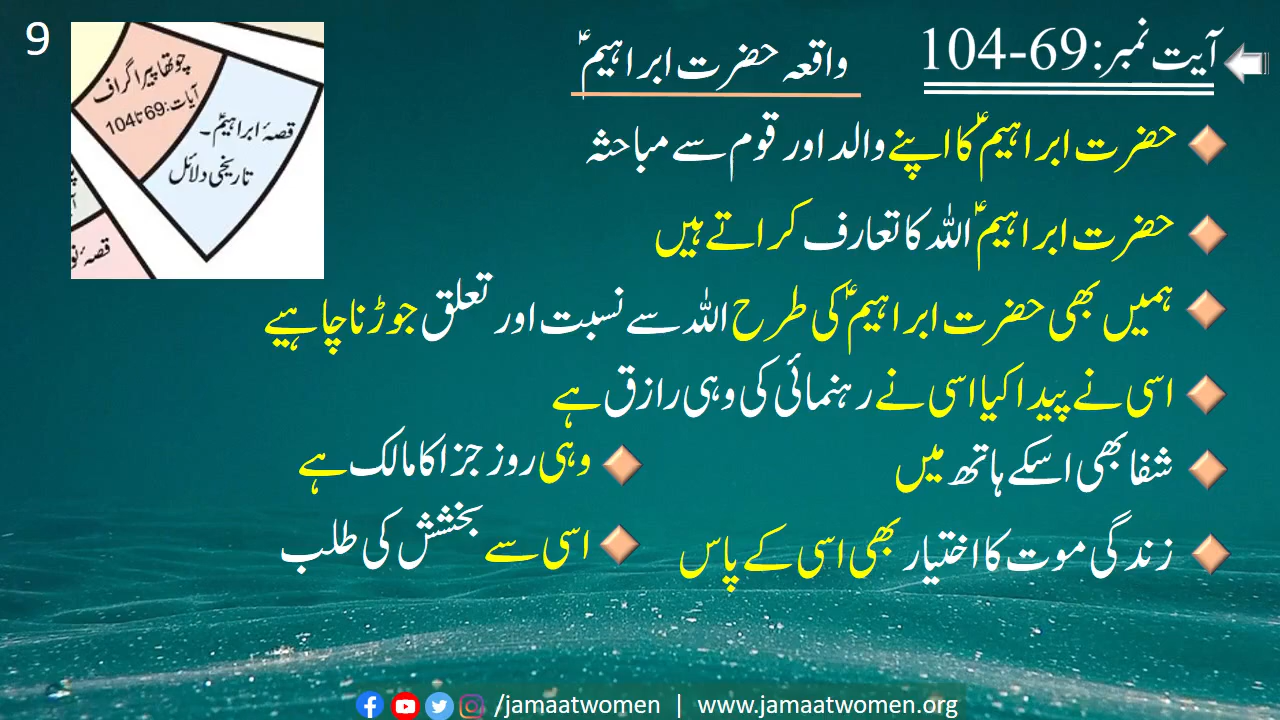 9
آیت نمبر: 69-104
واقعہ حضرت ابراہیمؑ
چوتھا پیراگراف
آیات: 69 تا 104
قصۂ ابراہیمؑ۔
تاریخی دلائل
حضرت ابراہیمؑ کا اپنے والد اور قوم سے مباحثہ
حضرت ابراہیمؑ اللہ کا تعارف کراتے ہیں
ہمیں بھی حضرت ابراہیمؑ کی طرح اللہ سے نسبت اور تعلق جوڑنا چاہیے
اسی نے پیدا کیا اسی نے رہنمائی کی وہی رازق ہے
شفا بھی اسکے ہاتھ میں
وہی روز جزا کا مالک ہے
زندگی موت کا اختیار بھی اسی کے پاس
اسی سے بخشش کی طلب
/jamaatwomen | www.jamaatwomen.org